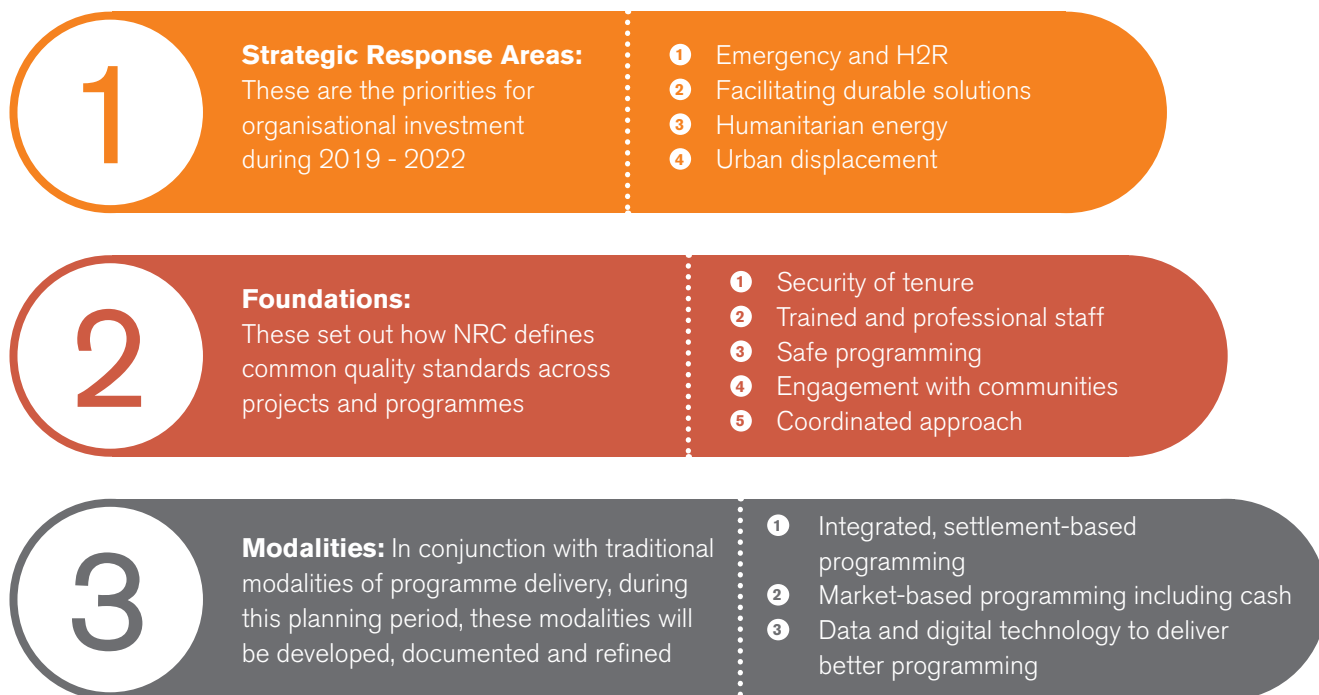 1
Strategic Response Areas:
These are the priorities for
organisational investment
during 2019 - 2022
1 Emergency and H2R
2 Facilitating durable solutions
3 Humanitarian energy
4 Urban displacement
2
Foundations:
These set out how NRC defines
common quality standards across
projects and programmes
1 Security of tenure
2 Trained and professional staff
3 Safe programming
4 Engagement with communities
5 Coordinated approach
3
Modalities: In conjunction with traditional
modalities of programme delivery, during
this planning period, these modalities will
be developed, documented and refined
1 Integrated, settlement-based
programming
2 Market-based programming including cash
3 Data and digital technology to deliver
better programming